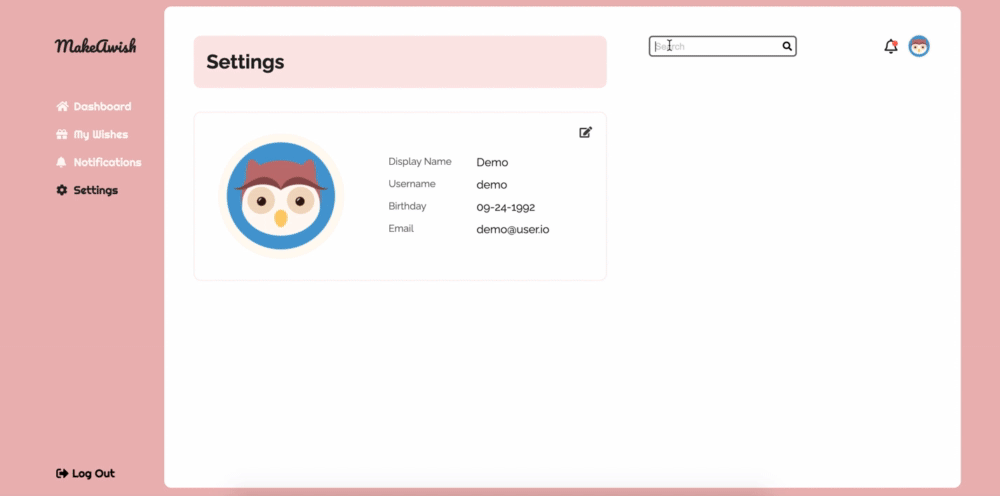 MakeAwish
Dashboard
My Wishes
Notifications
Settings
Log Out
Settings
Search
Display Name Demo
Username demo
Birthday 09-24-1992
Email demo@user.io